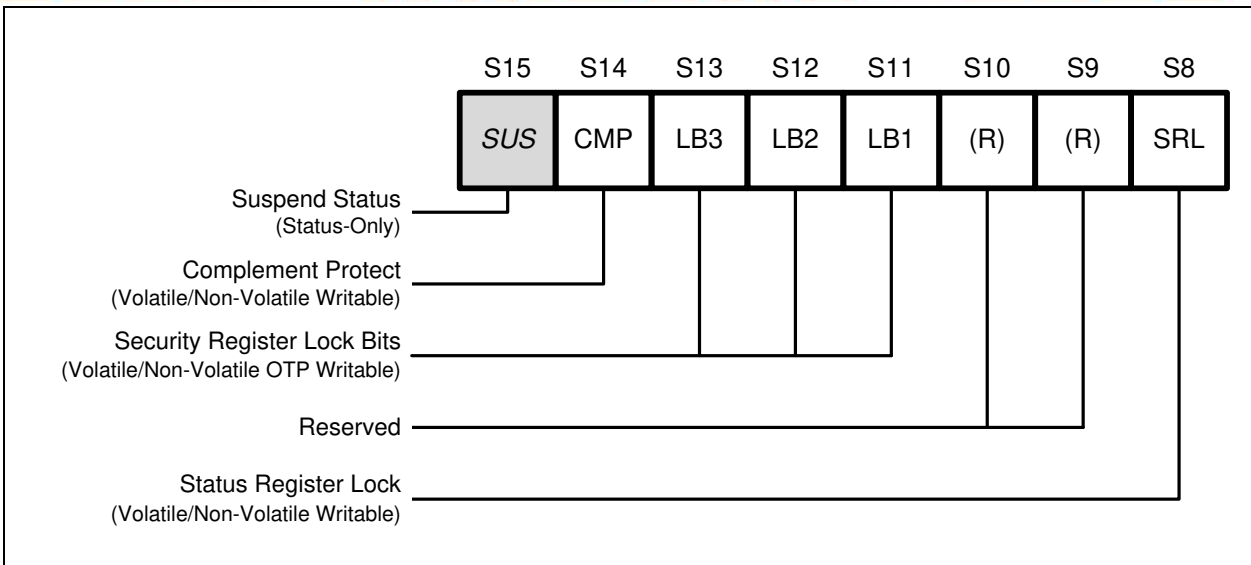 S15 S14 S13 S12 S11 S10 S9 S8
SUS CMP LB3 LB2 LB1 (R) (R) SRL
Suspend Status
(Status-Only)
Complement Protect
(Volatile/Non-Volatile Writable)
Security Register Lock Bits
(Volatile/Non-Volatile OTP Writable)
Reserved
Status Register Lock
(Volatile/Non-Volatile Writable)